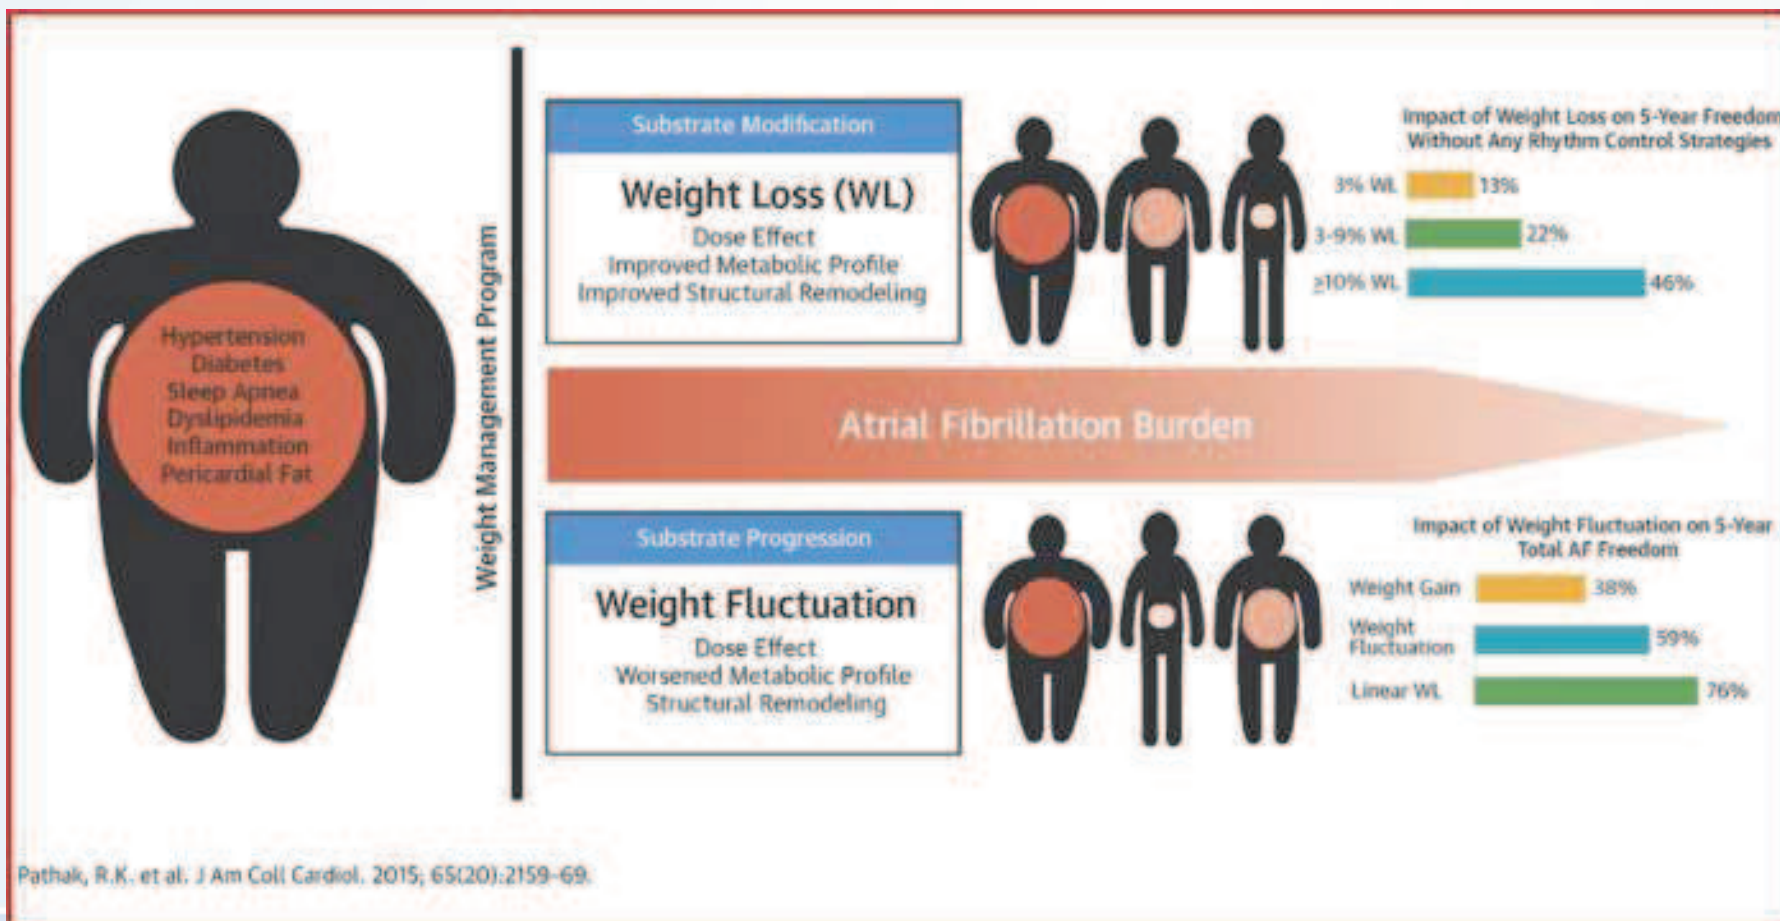 Hypertension
Diabetes
Sleep Apnea
Dyslipidemia
Inflammation
Pericardial Fat
Weight Management Program
Substrate Modification
Weight Loss (WL)
Dose Effect
Improved Metabolic Profile
Improved Structural Remodeling
Impact of Weight Loss on 5-Year Freedom
Without Any Rhythm Control Strategies
3% WL 13%
3-9% WL 22%
≥10% WL 46%
Atrial Fibrillation Burden
Substrate Progression
Weight Fluctuation
Dose Effect
Worsened Metabolic Profile
Structural Remodeling
Impact of Weight Fluctuation on 5-Year
Total AF Freedom
Weight Gain 38%
Weight
Fluctuation 59%
Linear WL 76%
Pathak, R.K. et al. J Am Coll Cardiol. 2015; 65(20):2159-69.